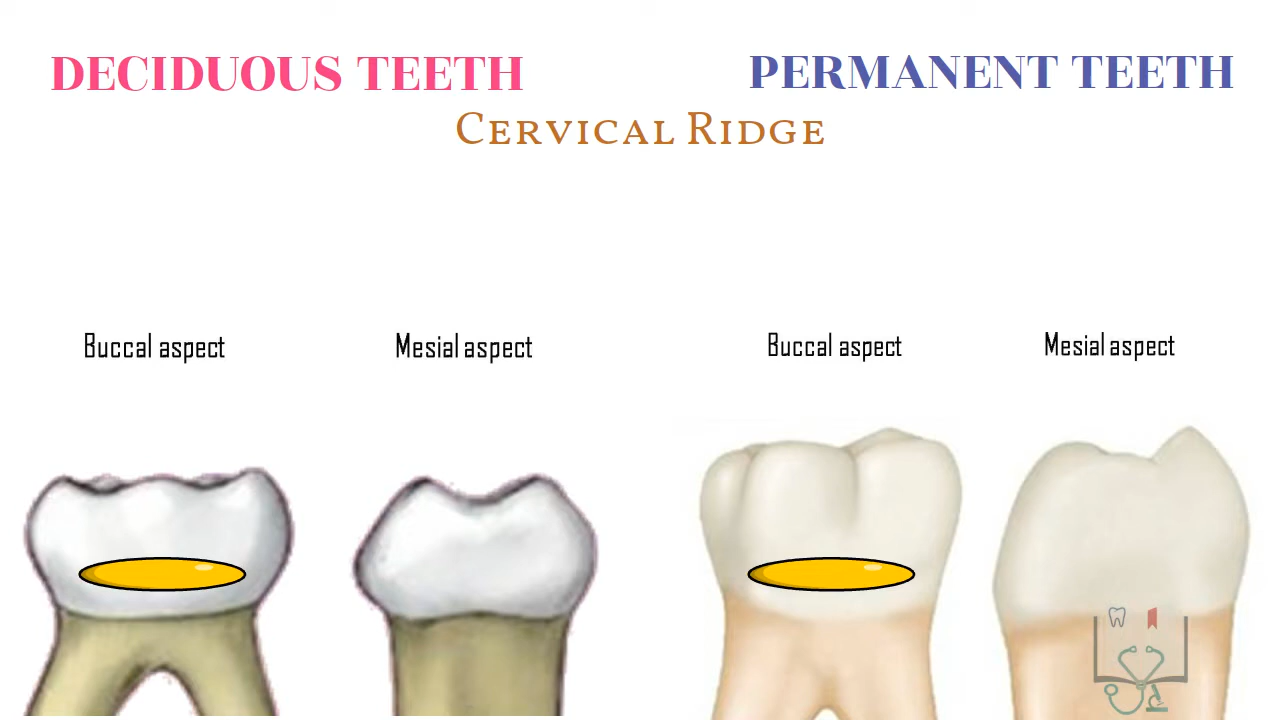 DECIDUOUS TEETH
PERMANENT TEETH
CERVICAL RIDGE
Buccal aspect
Mesial aspect
Buccal aspect
Mesial aspect